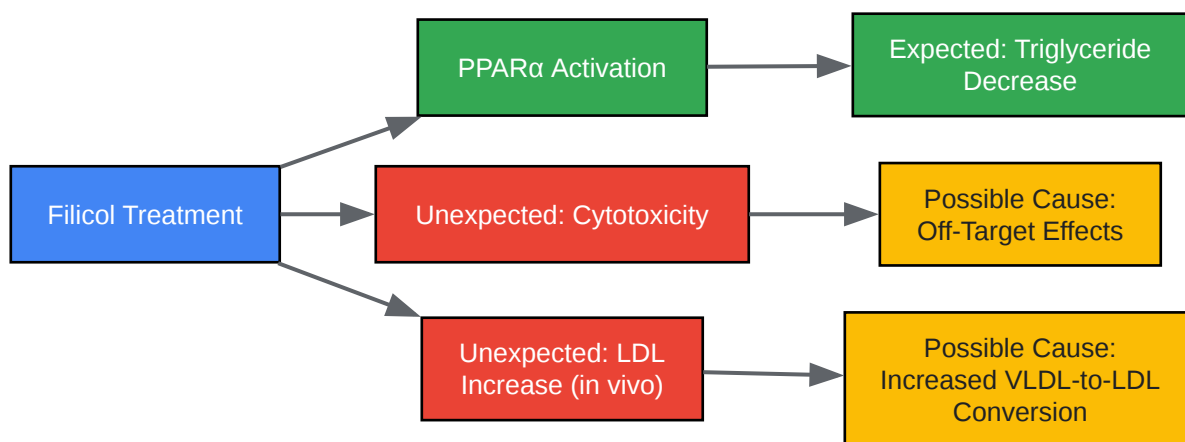 PPARα Activation
Expected: Triglyceride
Decrease
Filicol Treatment
Unexpected: Cytotoxicity
Possible Cause:
Off-Target Effects
Unexpected: LDL
Increase (in vivo)
Possible Cause:
Increased VLDL-to-LDL
Conversion